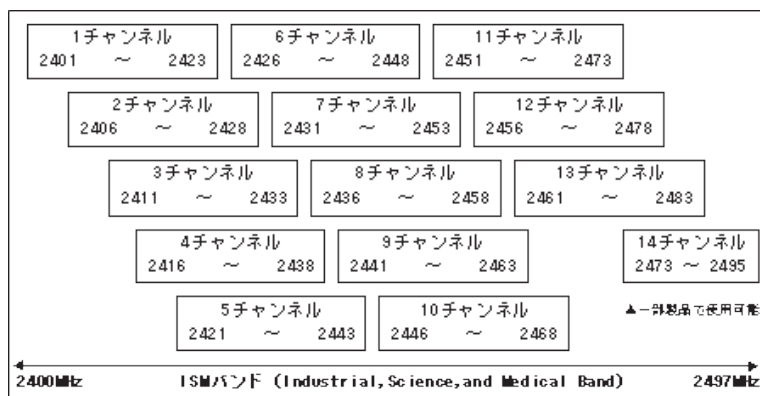 1チャンネル 6チャンネル 11チャンネル
2401 ～ 2423 2426 ～ 2448 2451 ～ 2473
2チャンネル 7チャンネル 12チャンネル
2406 ～ 2428 2431 ～ 2453 2456 ～ 2478
3チャンネル 8チャンネル 13チャンネル
2411 ～ 2433 2436 ～ 2458 2461 ～ 2483
4チャンネル 9チャンネル 14チャンネル
2416 ～ 2438 2441 ～ 2463 2473 ～ 2495
▲一部製品で使用可能
5チャンネル 10チャンネル
2421 ～ 2443 2446 ～ 2468
2400MHz ISMバンド (Industrial,Science,and Medical Band) 2497MHz